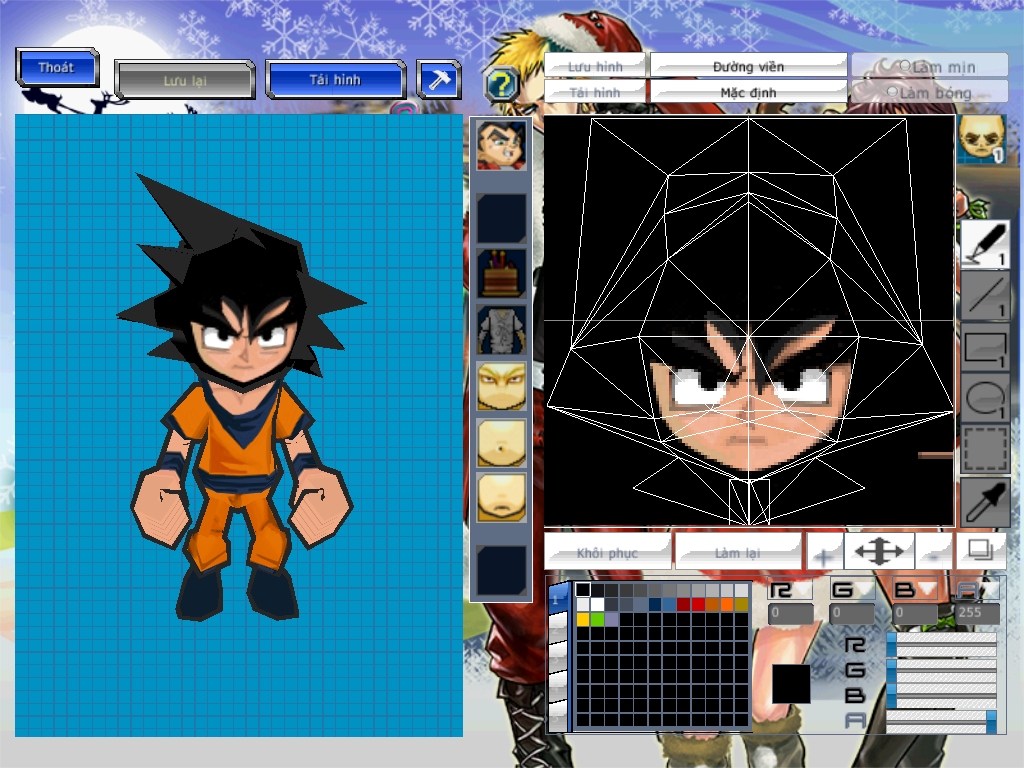 Thoát
Lưu lại
Tải hình
?
Lưu hình
Đường viền
Làm mịn
Tải hình
Mặc định
Làm bóng
1
1
1
1
1
Khôi phục
Làm lại
+
-
1
R
G
B
A
0
0
0
255
R
G
B
A